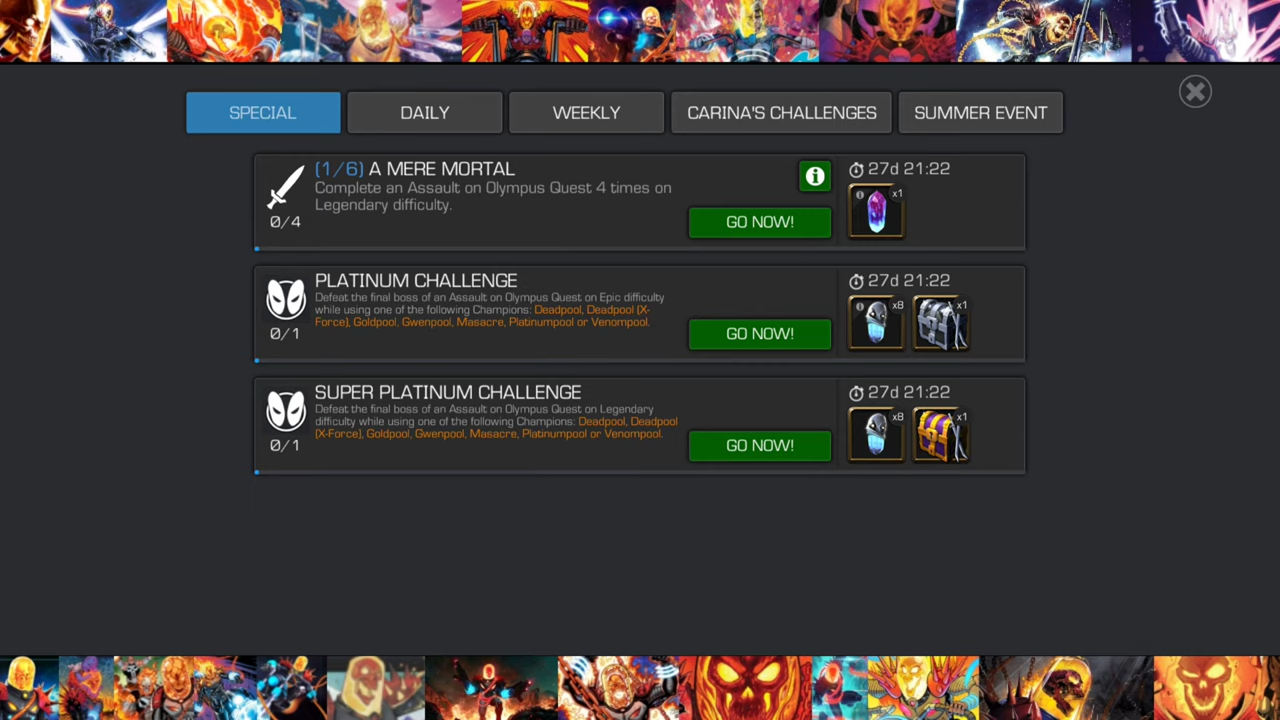 SPECIAL
DAILY
WEEKLY
CARINA'S CHALLENGES
SUMMER EVENT
(1/6) A MERE MORTAL
Complete an Assault on Olympus Quest 4 times on
Legendary difficulty.
0/4
GO NOW!
27d 21:22
x1
PLATINUM CHALLENGE
Defeat the final boss of an Assault on Olympus Quest on Epic difficulty
while using one of the following Champions: Deadpool, Deadpool (X-
Force), Goldpool, Gwenpool, Masacre, Platinumpool or Venompool.
0/1
GO NOW!
27d 21:22
x8
x1
SUPER PLATINUM CHALLENGE
Defeat the final boss of an Assault on Olympus Quest on Legendary
difficulty while using one of the following Champions: Deadpool, Deadpool
(X-Force), Goldpool, Gwenpool, Masacre, Platinumpool or Venompool.
0/1
GO NOW!
27d 21:22
x8
x1